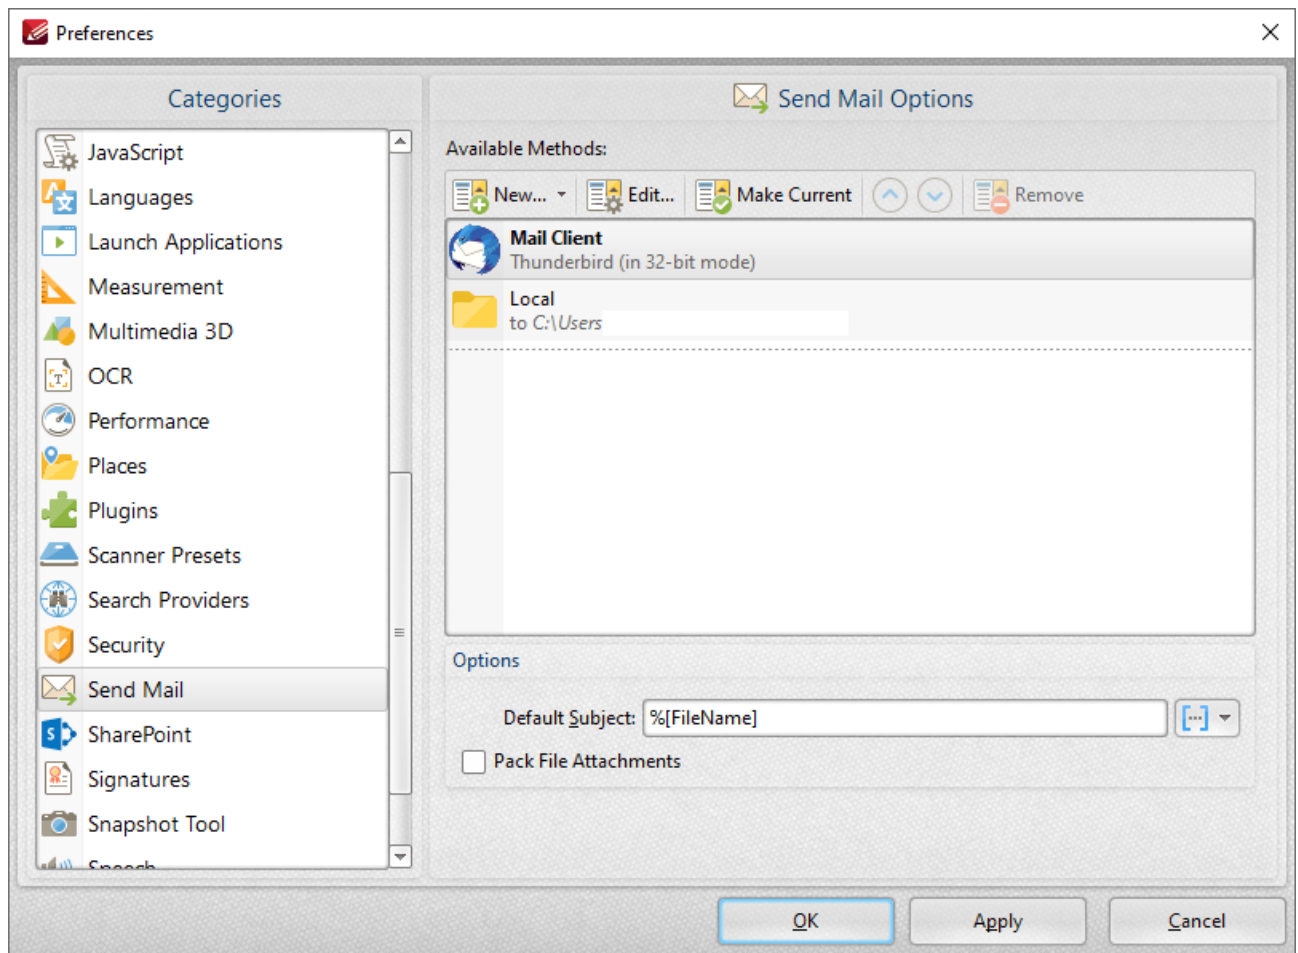 Preferences
Categories
JavaScript
Languages
Launch Applications
Measurement
Multimedia 3D
OCR
Performance
Places
Plugins
Scanner Presets
Search Providers
Security
Send Mail
SharePoint
Signatures
Snapshot Tool
Speech
Send Mail Options
Available Methods:
New... Edit... Make Current Remove
Mail Client
Thunderbird (in 32-bit mode)
Local
to C:\Users
Options
Default Subject: %[FileName]
Pack File Attachments
OK Apply Cancel